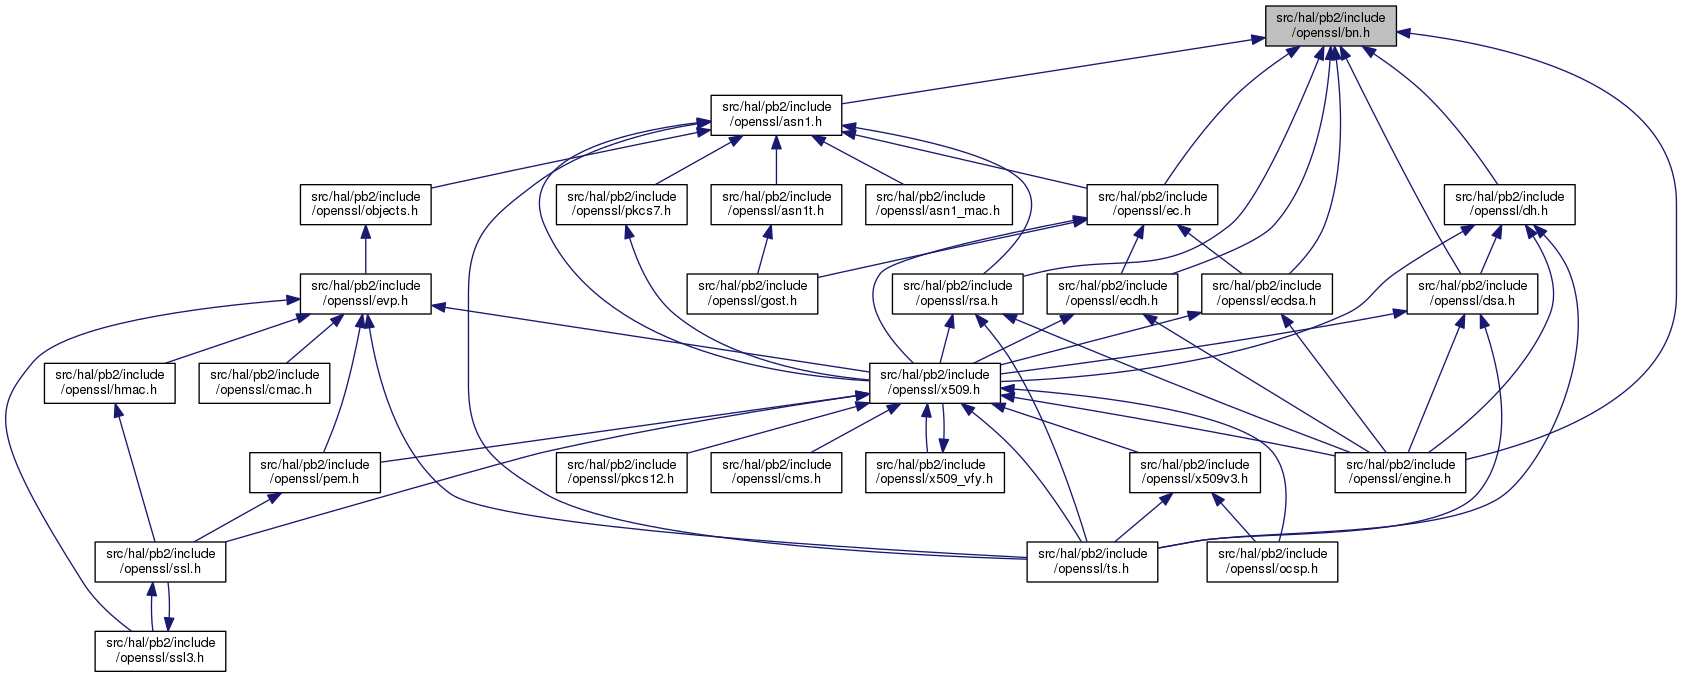 src/hal/pb2/include
/openssl/bn.h
src/hal/pb2/include
/openssl/asn1.h
src/hal/pb2/include
/openssl/objects.h
src/hal/pb2/include
/openssl/pkcs7.h
src/hal/pb2/include
/openssl/asn1t.h
src/hal/pb2/include
/openssl/asn1_mac.h
src/hal/pb2/include
/openssl/ec.h
src/hal/pb2/include
/openssl/dh.h
src/hal/pb2/include
/openssl/evp.h
src/hal/pb2/include
/openssl/gost.h
src/hal/pb2/include
/openssl/rsa.h
src/hal/pb2/include
/openssl/ecdh.h
src/hal/pb2/include
/openssl/ecdsa.h
src/hal/pb2/include
/openssl/dsa.h
src/hal/pb2/include
/openssl/hmac.h
src/hal/pb2/include
/openssl/cmac.h
src/hal/pb2/include
/openssl/x509.h
src/hal/pb2/include
/openssl/pem.h
src/hal/pb2/include
/openssl/pkcs12.h
src/hal/pb2/include
/openssl/cms.h
src/hal/pb2/include
/openssl/x509_vfy.h
src/hal/pb2/include
/openssl/x509v3.h
src/hal/pb2/include
/openssl/engine.h
src/hal/pb2/include
/openssl/ssl.h
src/hal/pb2/include
/openssl/ts.h
src/hal/pb2/include
/openssl/ocsp.h
src/hal/pb2/include
/openssl/ssl3.h